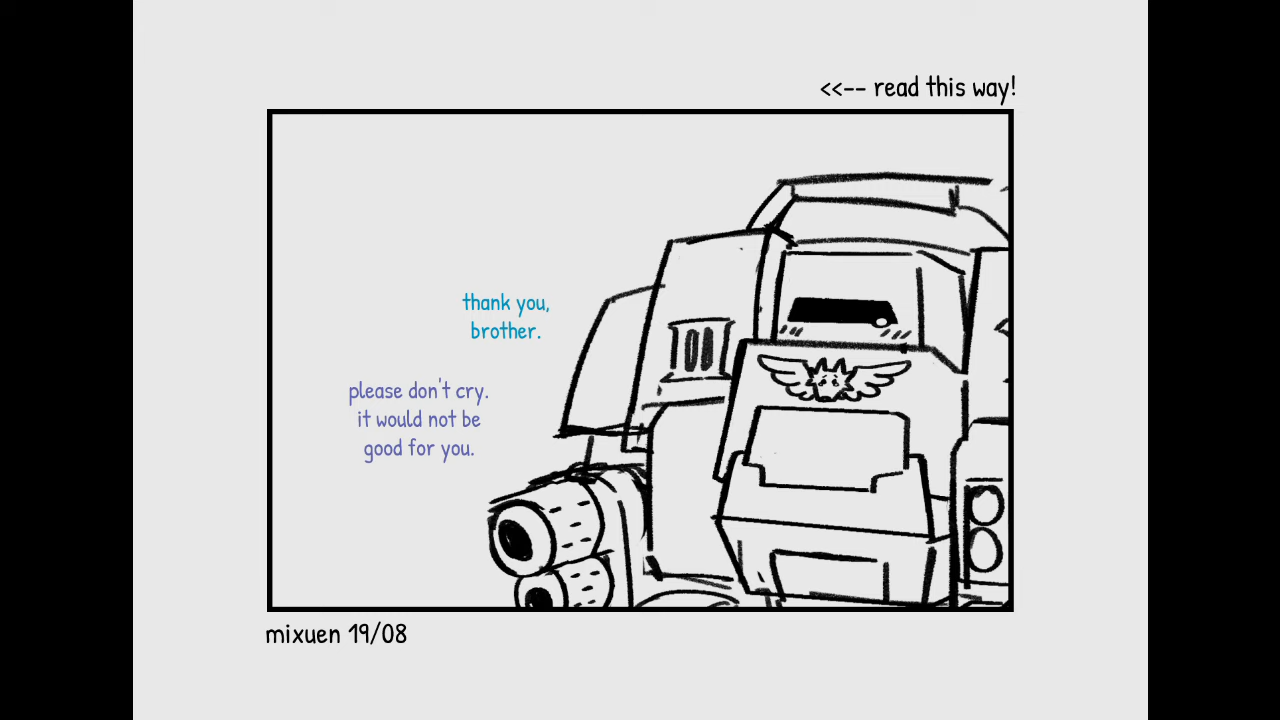 <<-- read this way!
thank you,
brother.
please don't cry.
it would not be
good for you.
mixuen 19/08